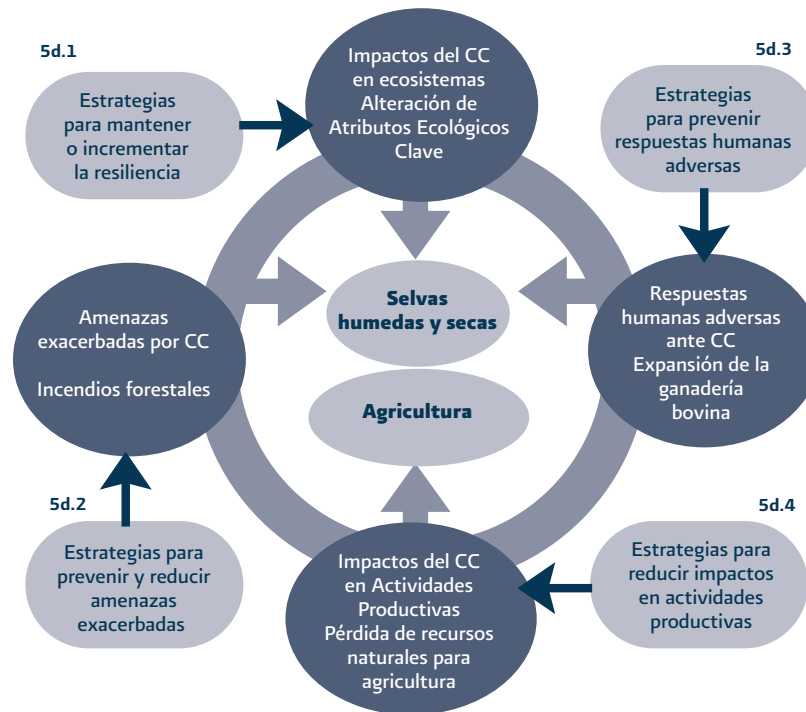 5d.1
Estrategias
para mantener
o incrementar
la resiliencia
Impactos del CC
en ecosistemas
Alteración de
Atributos Ecológicos
Clave
5d.3
Estrategias
para prevenir
respuestas humanas
adversas
Amenazas
exacerbadas por CC
Incendios forestales
Selvas
humedas y secas
Agricultura
Respuestas
humanas adversas
ante CC
Expansión de la
ganadería
bovina
5d.2
Estrategias para
prevenir y reducir
amenazas
exacerbadas
Impactos del CC
en Actividades
Productivas
Pérdida de recursos
naturales para
agricultura
5d.4
Estrategias para
reducir impactos
en actividades
productivas